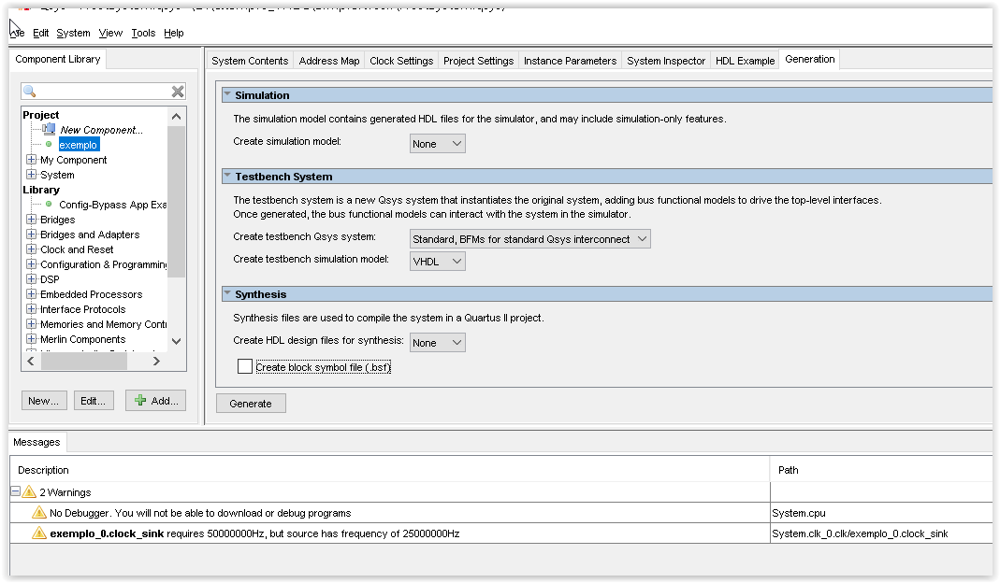 Edit System View Tools Help
Component Library
System Contents Address Map Clock Settings Project Settings Instance Parameters System Inspector HDL Example Generation
Project
New Component...
exemplo
My Component
System
Library
Config-Bypass App Exa
Bridges
Bridges and Adapters
Clock and Reset
Configuration & Programming
DSP
Embedded Processors
Interface Protocols
Memories and Memory Contr
Merlin Components
New... Edit... Add...
Simulation
The simulation model contains generated HDL files for the simulator, and may include simulation-only features.
Create simulation model: None
Testbench System
The testbench system is a new Qsys system that instantiates the original system, adding bus functional models to drive the top-level interfaces.
Once generated, the bus functional models can interact with the system in the simulator.
Create testbench Qsys system: Standard, BFMs for standard Qsys interconnect
Create testbench simulation model: VHDL
Synthesis
Synthesis files are used to compile the system in a Quartus II project.
Create HDL design files for synthesis: None
Create block symbol file (.bsf)
Generate
Messages
Description Path
2 Warnings
No Debugger. You will not be able to download or debug programs System.cpu
exemplo_0.clock_sink requires 50000000Hz, but source has frequency of 25000000Hz System.clk_0.clk/exemplo_0.clock_sink